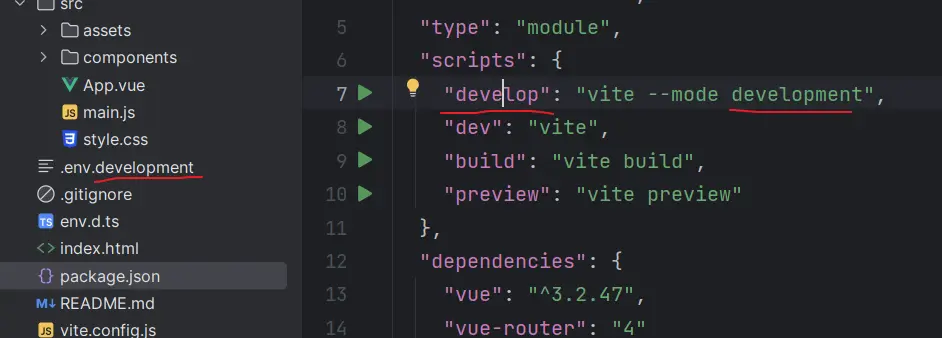 src
assets
components
App.vue
main.js
style.css
.env.development
.gitignore
env.d.ts
index.html
package.json
README.md
vite.config.js
5 "type": "module",
6 "scripts": {
7 "develop": "vite --mode development",
8 "dev": "vite",
9 "build": "vite build",
10 "preview": "vite preview"
11 },
12 "dependencies": {
13 "vue": "^3.2.47",
14 "vue-router": "4"